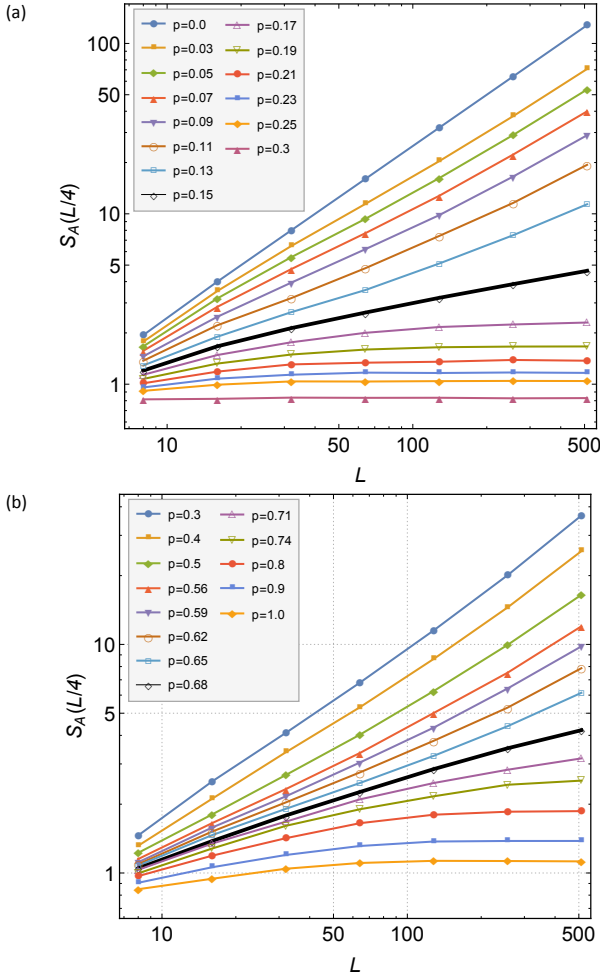 (a)
p=0.0
p=0.03
p=0.05
p=0.07
p=0.09
p=0.11
p=0.13
p=0.15
p=0.17
p=0.19
p=0.21
p=0.23
p=0.25
p=0.3
100
50
10
5
1
S_A(L/4)
10
50
100
500
L
(b)
p=0.3
p=0.4
p=0.5
p=0.56
p=0.59
p=0.62
p=0.65
p=0.68
p=0.71
p=0.74
p=0.8
p=0.9
p=1.0
10
5
1
S_A(L/4)
10
50
100
500
L